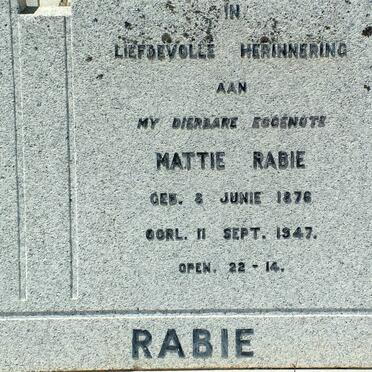 IN
LIEFDEVOLLE HERINNERING
AAN
MY DIERBARE EGGENOTE
MATTIE RABIE
GEB. 8 JUNIE 1876
OORL. 11 SEPT. 1947.
OPEN. 22 - 14.
RABIE